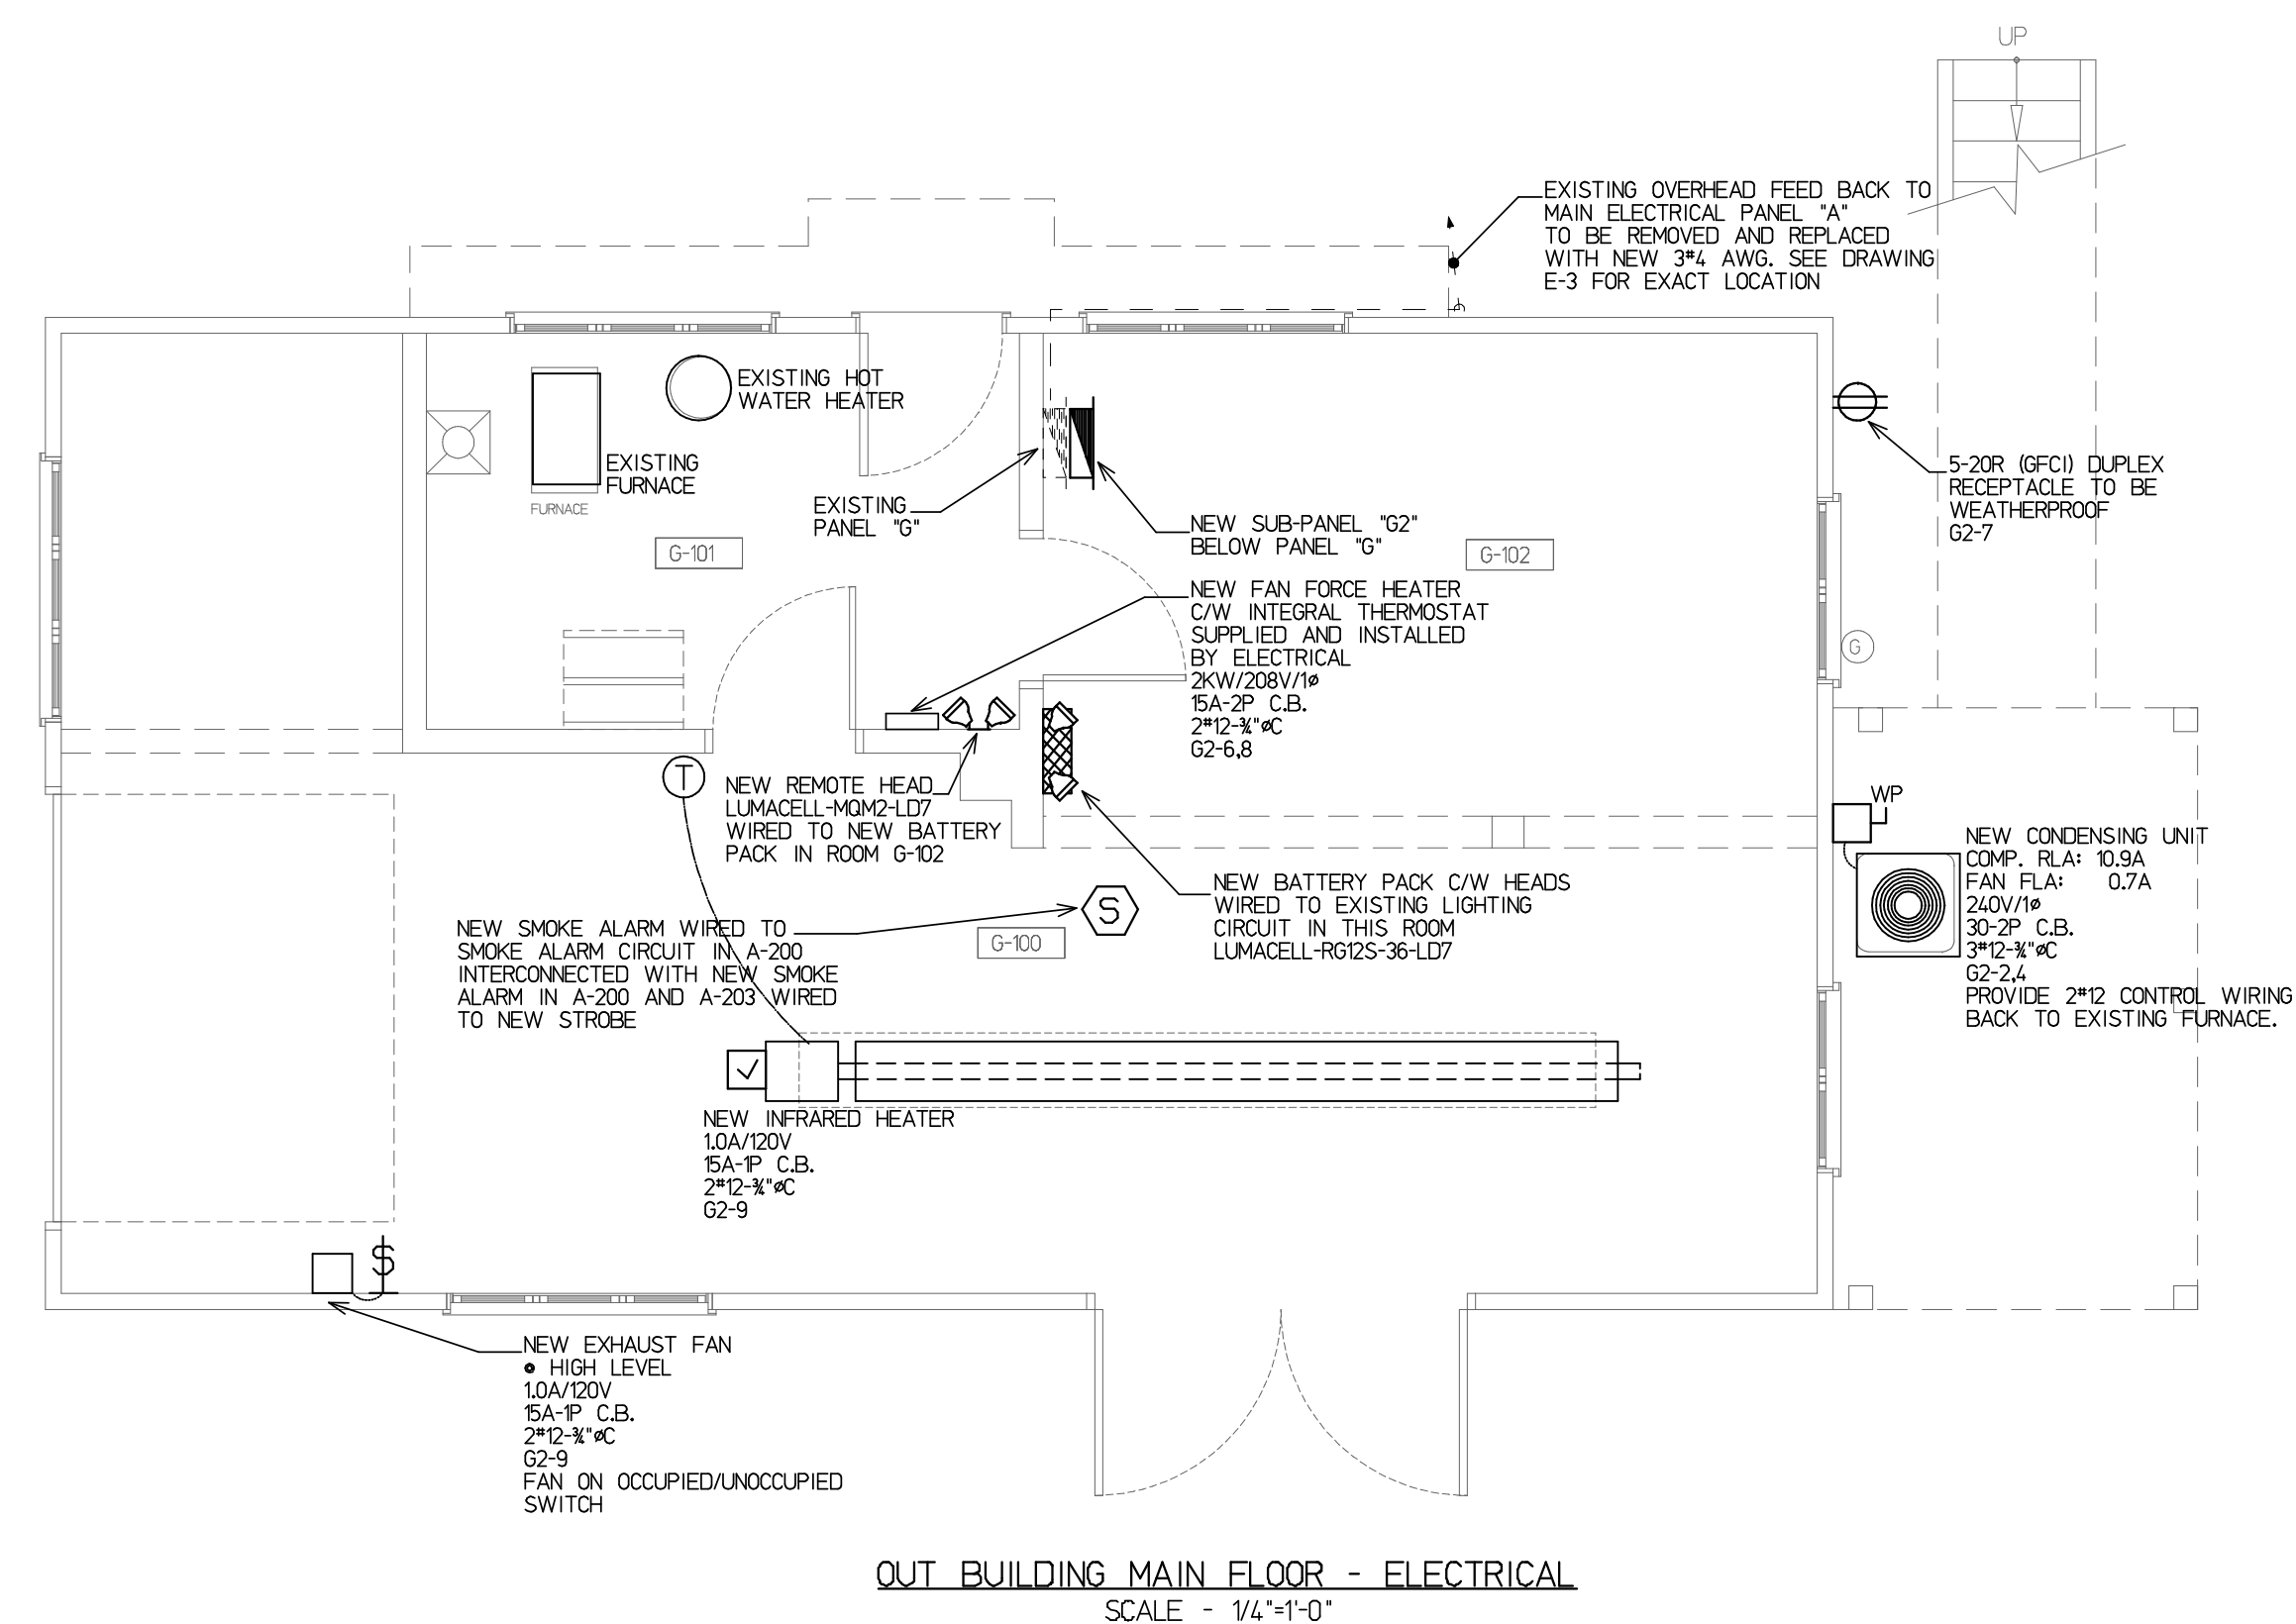 UP
EXISTING OVERHEAD FEED BACK TO
MAIN ELECTRICAL PANEL "A"
TO BE REMOVED AND REPLACED
WITH NEW 3#4 AWG. SEE DRAWING
E-3 FOR EXACT LOCATION
EXISTING HOT
WATER HEATER
EXISTING
FURNACE
FURNACE
EXISTING
PANEL "G"
G-101
NEW SUB-PANEL "G2"
BELOW PANEL "G"
G-102
5-20R (GFCI) DUPLEX
RECEPTACLE TO BE
WEATHERPROOF
G2-7
NEW FAN FORCE HEATER
C/W INTEGRAL THERMOSTAT
SUPPLIED AND INSTALLED
BY ELECTRICAL
2KW/208V/1ø
15A-2P C.B.
2#12-¾"øC
G2-6,8
G
T
NEW REMOTE HEAD
LUMACELL-MQM2-LD7
WIRED TO NEW BATTERY
PACK IN ROOM G-102
WP
NEW CONDENSING UNIT
COMP. RLA: 10.9A
FAN FLA: 0.7A
240V/1ø
30-2P C.B.
3#12-¾"øC
G2-2,4
PROVIDE 2#12 CONTROL WIRING
BACK TO EXISTING FURNACE.
NEW BATTERY PACK C/W HEADS
WIRED TO EXISTING LIGHTING
CIRCUIT IN THIS ROOM
LUMACELL-RG12S-36-LD7
S
G-100
NEW SMOKE ALARM WIRED TO
SMOKE ALARM CIRCUIT IN A-200
INTERCONNECTED WITH NEW SMOKE
ALARM IN A-200 AND A-203 WIRED
TO NEW STROBE
NEW INFRARED HEATER
1.0A/120V
15A-1P C.B.
2#12-¾"øC
G2-9
$
NEW EXHAUST FAN
@ HIGH LEVEL
1.0A/120V
15A-1P C.B.
2#12-¾"øC
G2-9
FAN ON OCCUPIED/UNOCCUPIED
SWITCH
OUT BUILDING MAIN FLOOR - ELECTRICAL
SCALE - 1/4"=1'-0"